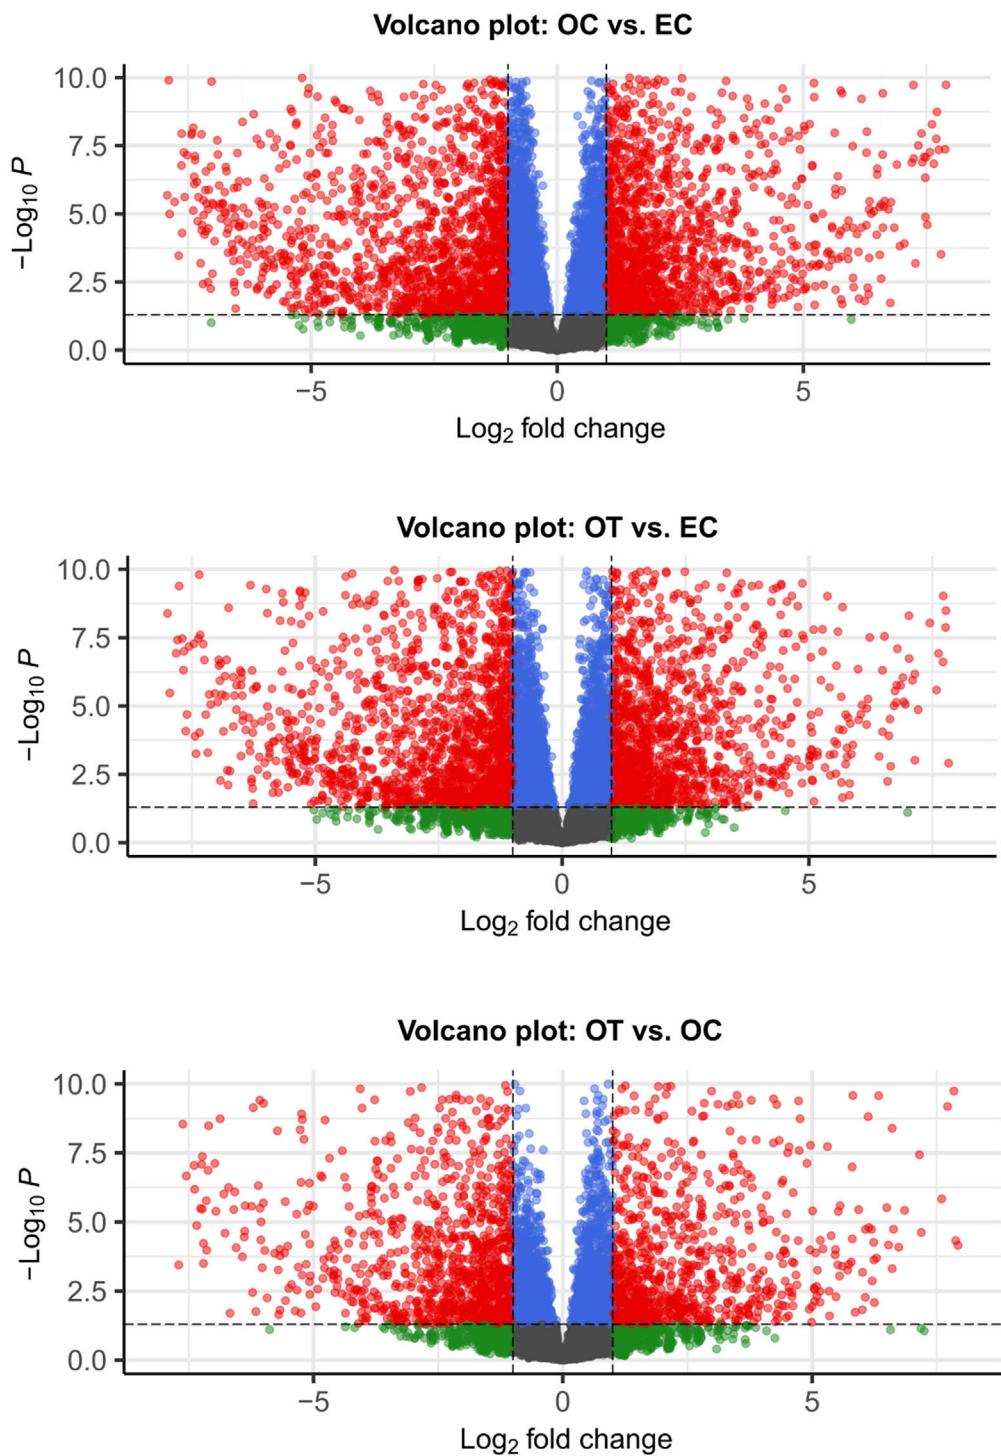 Volcano plot: OC vs. EC
10.0
7.5
5.0
2.5
0.0
−Log₁₀ P
−5 0 5
Log₂ fold change
Volcano plot: OT vs. EC
10.0
7.5
5.0
2.5
0.0
−Log₁₀ P
−5 0 5
Log₂ fold change
Volcano plot: OT vs. OC
10.0
7.5
5.0
2.5
0.0
−Log₁₀ P
−5 0 5
Log₂ fold change